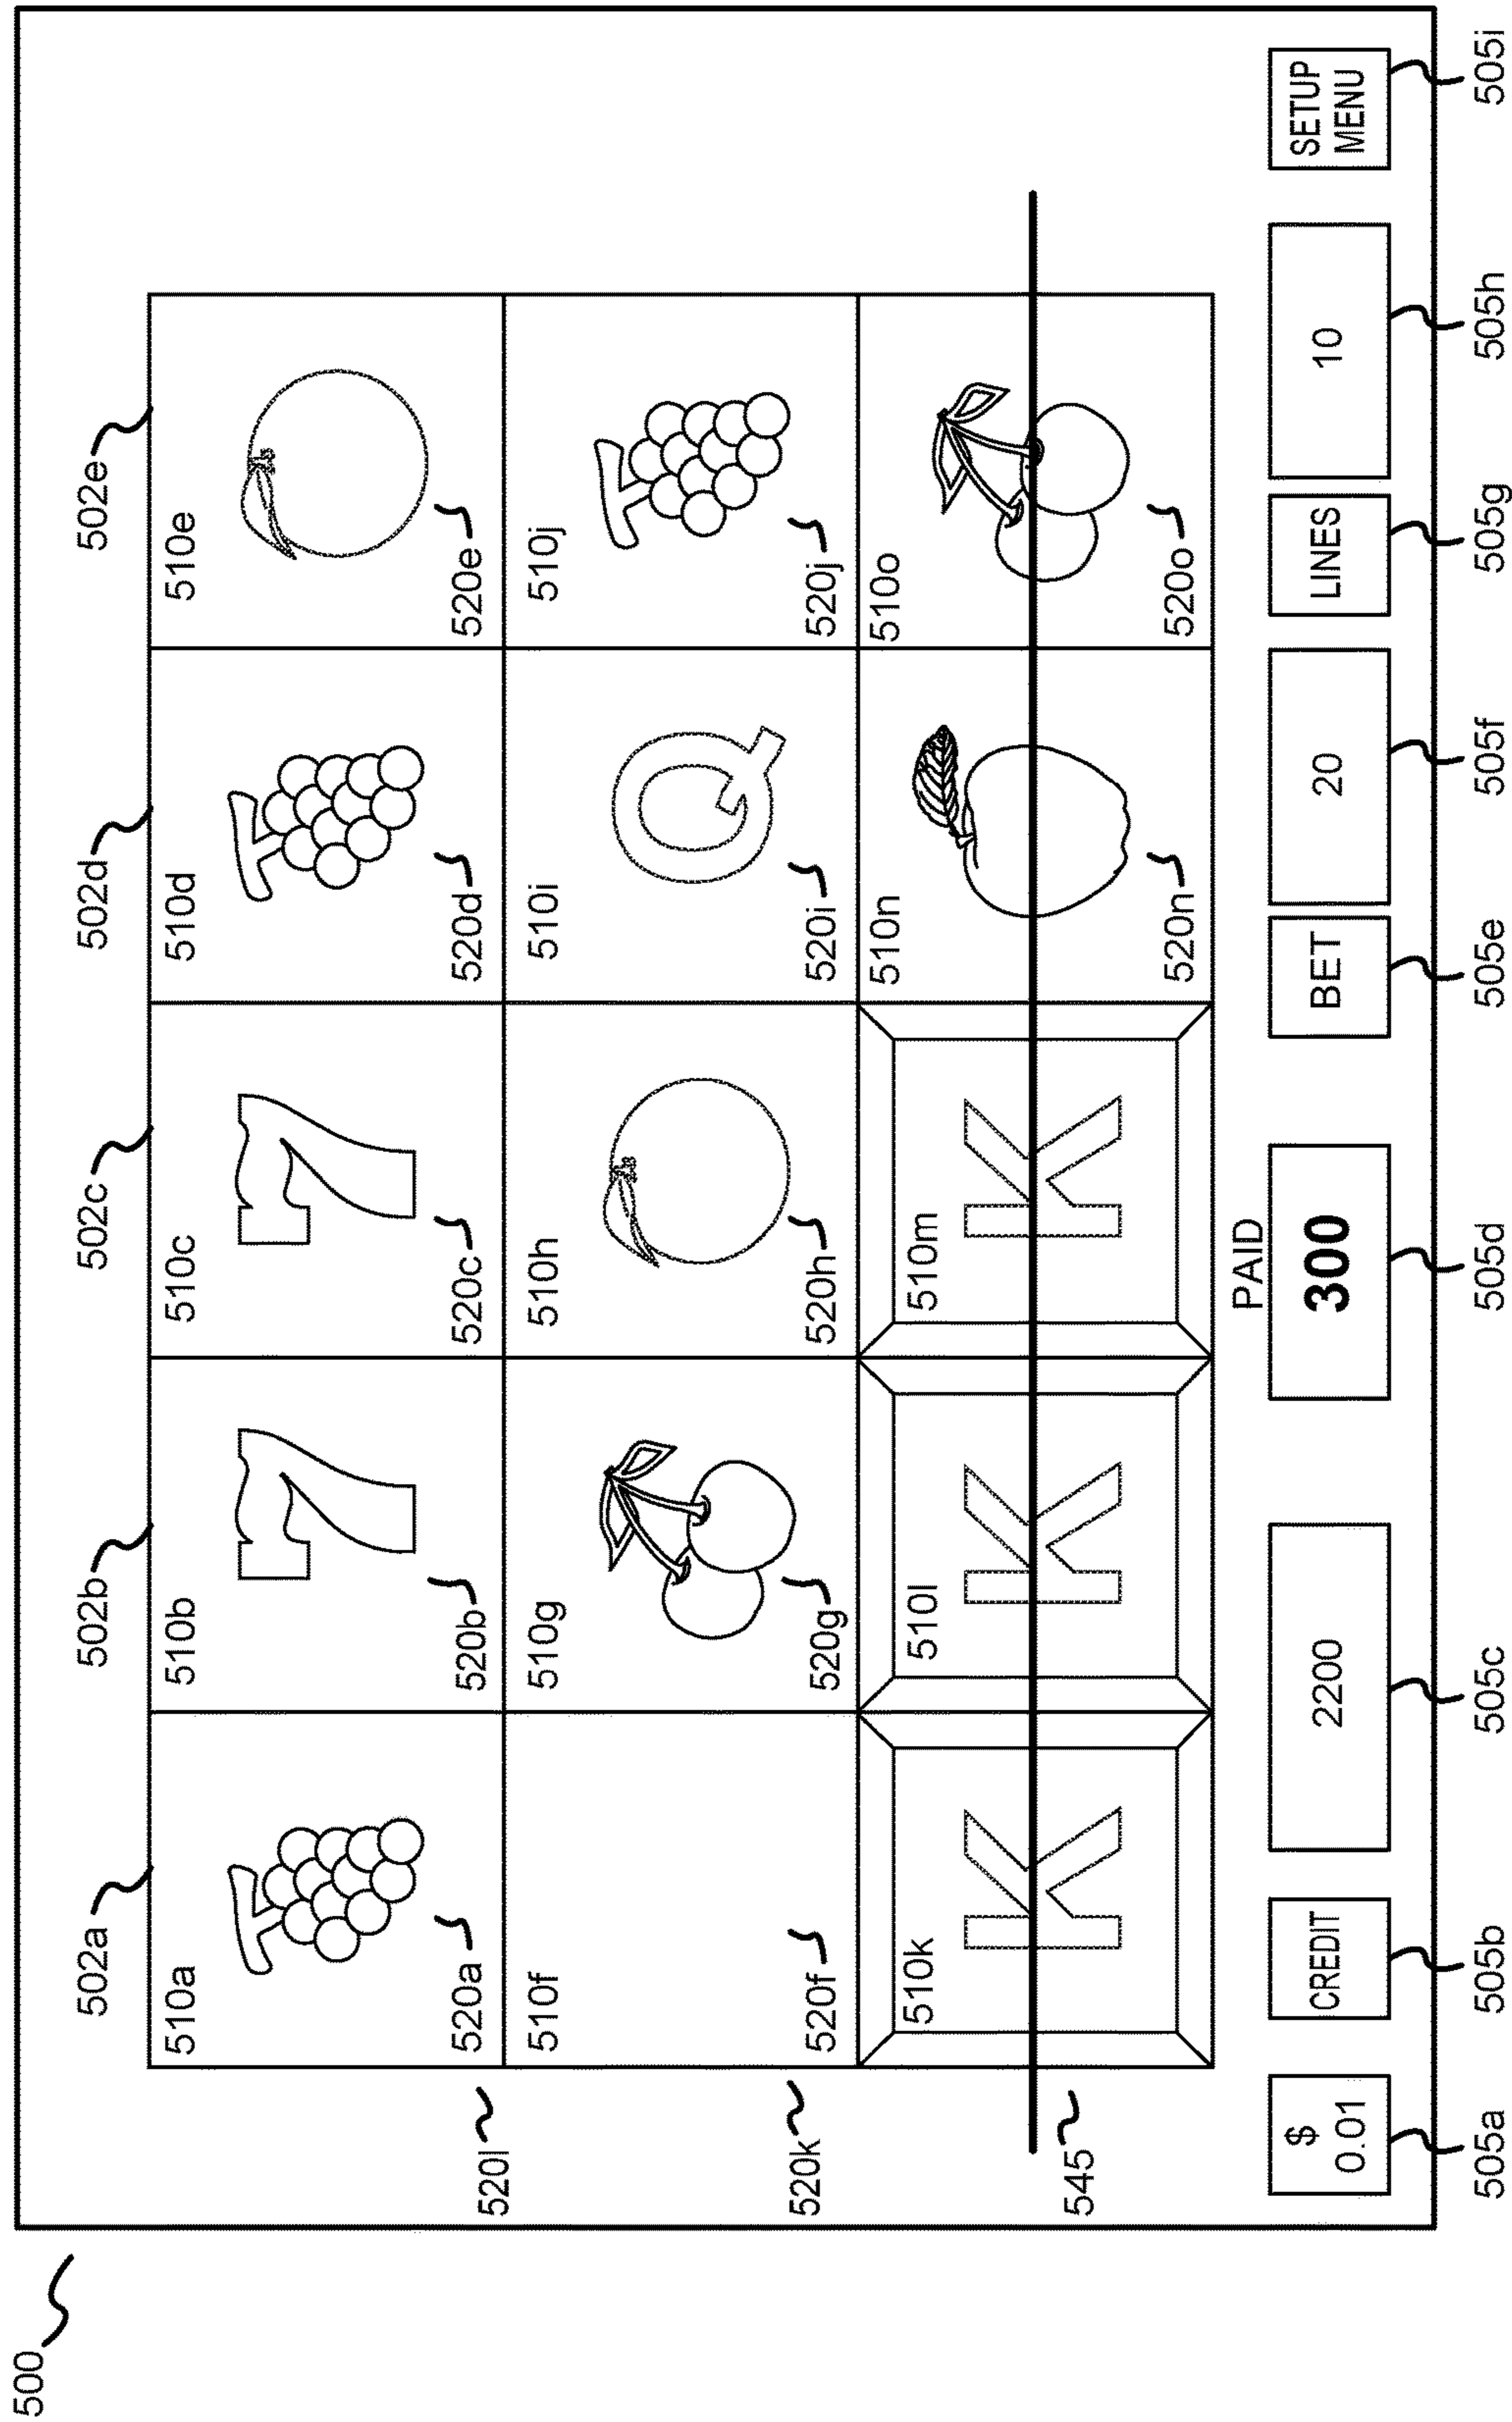 500
502a 502b 502c 502d 502e
510a 510b 510c 510d 510e
7 7
520a 520b 520c 520d 520e
520l
510f 510g 510h 510i 510j
Q
520f 520g 520h 520i 520j
520k
510k 510l 510m 510n 510o
K K K
545
520n 520o
PAID
$ 0.01 CREDIT 2200 300 BET 20 LINES 10 SETUP MENU
505a 505b 505c 505d 505e 505f 505g 505h 505i